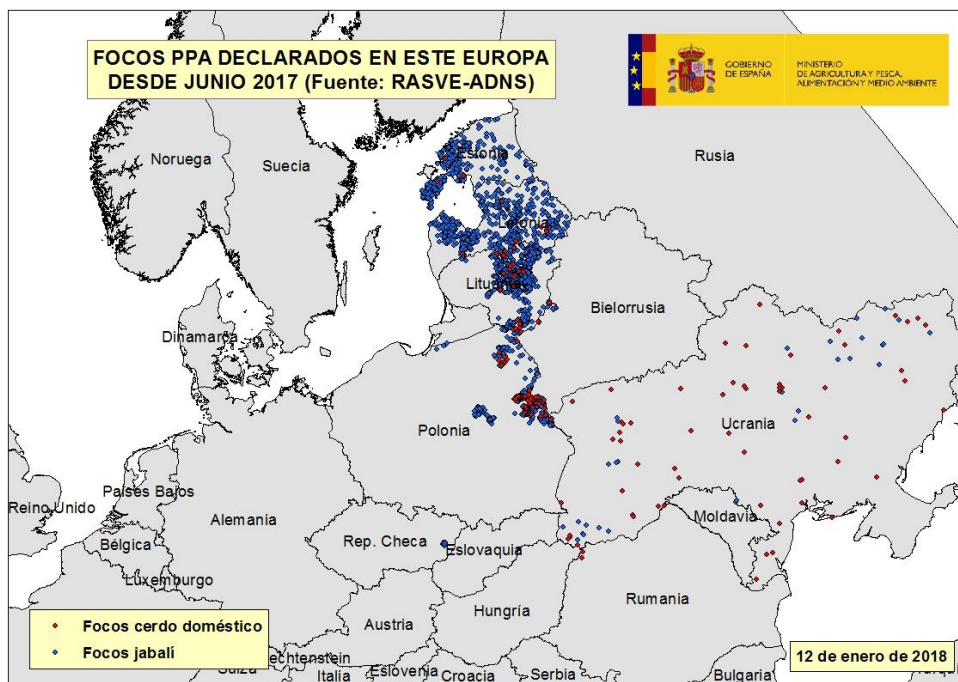 FOCOS PPA DECLARADOS EN ESTE EUROPA
DESDE JUNIO 2017 (Fuente: RASVE-ADNS)
GOBIERNO
DE ESPAÑA
MINISTERIO
DE AGRICULTURA Y PESCA,
ALIMENTACIÓN Y MEDIO AMBIENTE
Noruega
Suecia
Estonia
Rusia
Letonia
Lituania
Bielorrusia
Dinamarca
Polonia
Ucrania
Reino Unido
Países Bajos
Alemania
Bélgica
Rep. Checa
Eslovaquia
Moldavia
Luxemburgo
Austria
Hungría
Rumania
Focos cerdo doméstico
Focos jabalí
echtenstein
Suiza
Italia
Eslovenia
Croacia
Serbia
Bulgaria
12 de enero de 2018